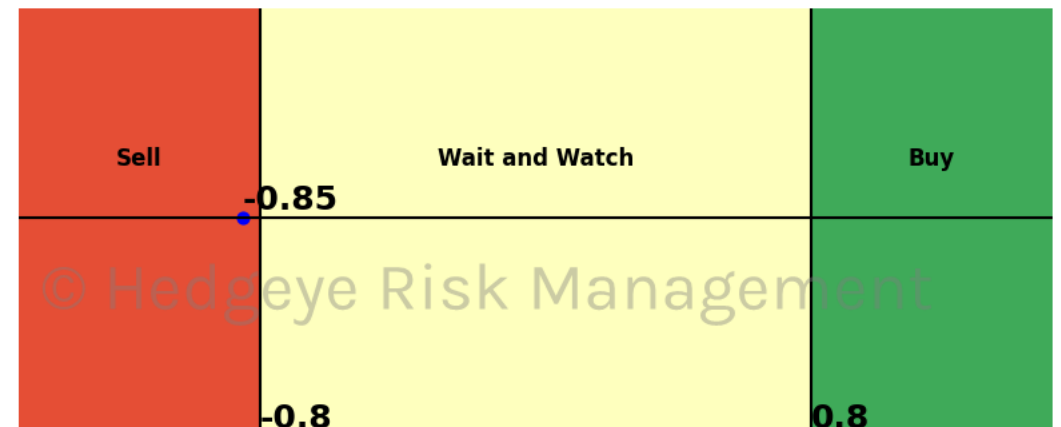 Sell
Wait and Watch
Buy
-0.85
© Hedgeye Risk Management
-0.8
0.8